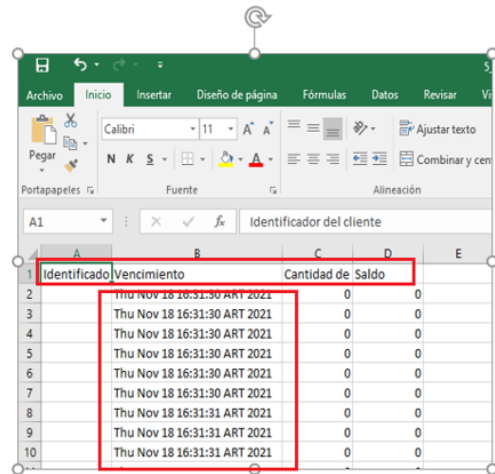 5_
Archivo Inicio Insertar Diseño de página Fórmulas Datos Revisar Vi
Pegar
Calibri 11 A A
Ajustar texto
N K S A
Combinar y cen
Portapapeles Fuente Alineación
A1 fx Identificador del cliente
A B C D E
1 Identificado Vencimiento Cantidad de Saldo
2 Thu Nov 18 16:31:30 ART 2021 0 0
3 Thu Nov 18 16:31:30 ART 2021 0 0
4 Thu Nov 18 16:31:30 ART 2021 0 0
5 Thu Nov 18 16:31:30 ART 2021 0 0
6 Thu Nov 18 16:31:30 ART 2021 0 0
7 Thu Nov 18 16:31:30 ART 2021 0 0
8 Thu Nov 18 16:31:31 ART 2021 0 0
9 Thu Nov 18 16:31:31 ART 2021 0 0
10 Thu Nov 18 16:31:31 ART 2021 0 0